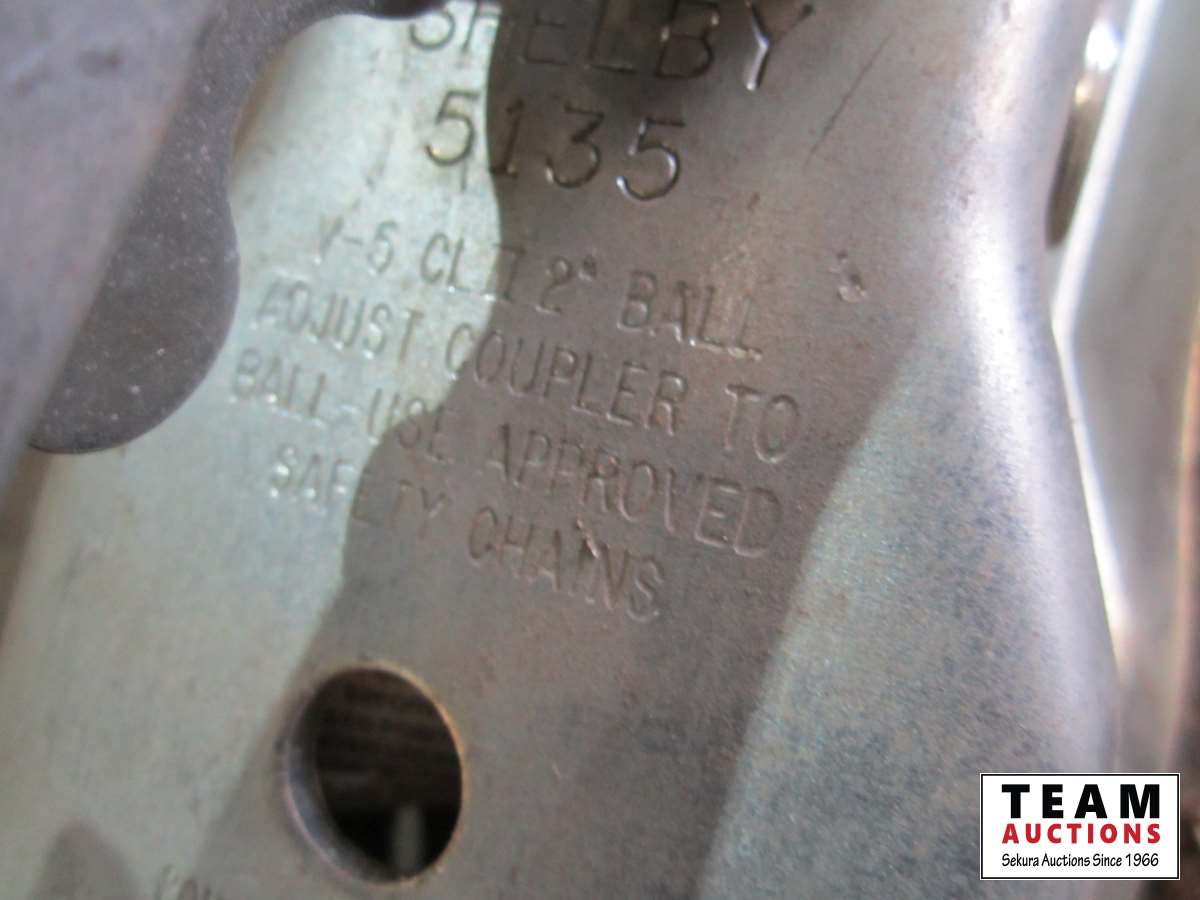 SHELBY
5135
V-5 CL II 2" BALL
ADJUST COUPLER TO
BALL-USE APPROVED
SAFETY CHAINS
TEAM
AUCTIONS
Sekura Auctions Since 1966